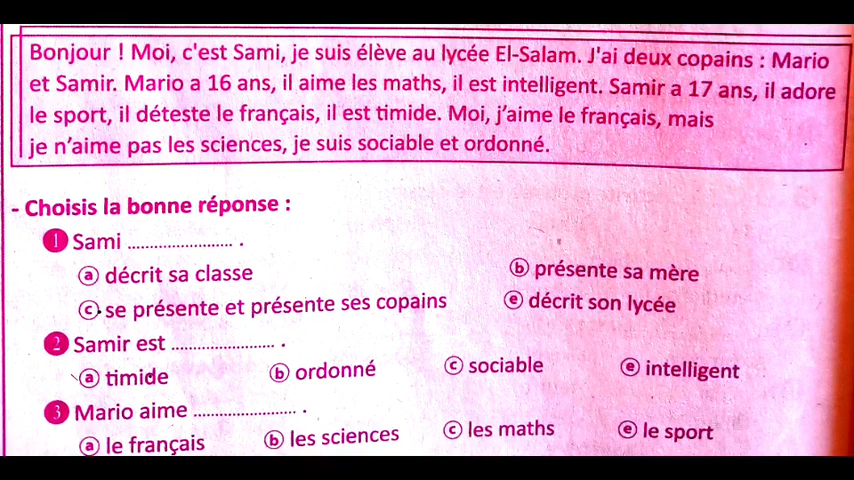 Bonjour ! Moi, c'est Sami, je suis élève au lycée El-Salam. J'ai deux copains : Mario
et Samir. Mario a 16 ans, il aime les maths, il est intelligent. Samir a 17 ans, il adore
le sport, il déteste le français, il est timide. Moi, j'aime le français, mais
je n'aime pas les sciences, je suis sociable et ordonné.
- Choisis la bonne réponse :
1 Sami ........................ .
a décrit sa classe b présente sa mère
c se présente et présente ses copains e décrit son lycée
2 Samir est ........................ .
a timide b ordonné c sociable e intelligent
3 Mario aime ........................ .
a le français b les sciences c les maths e le sport